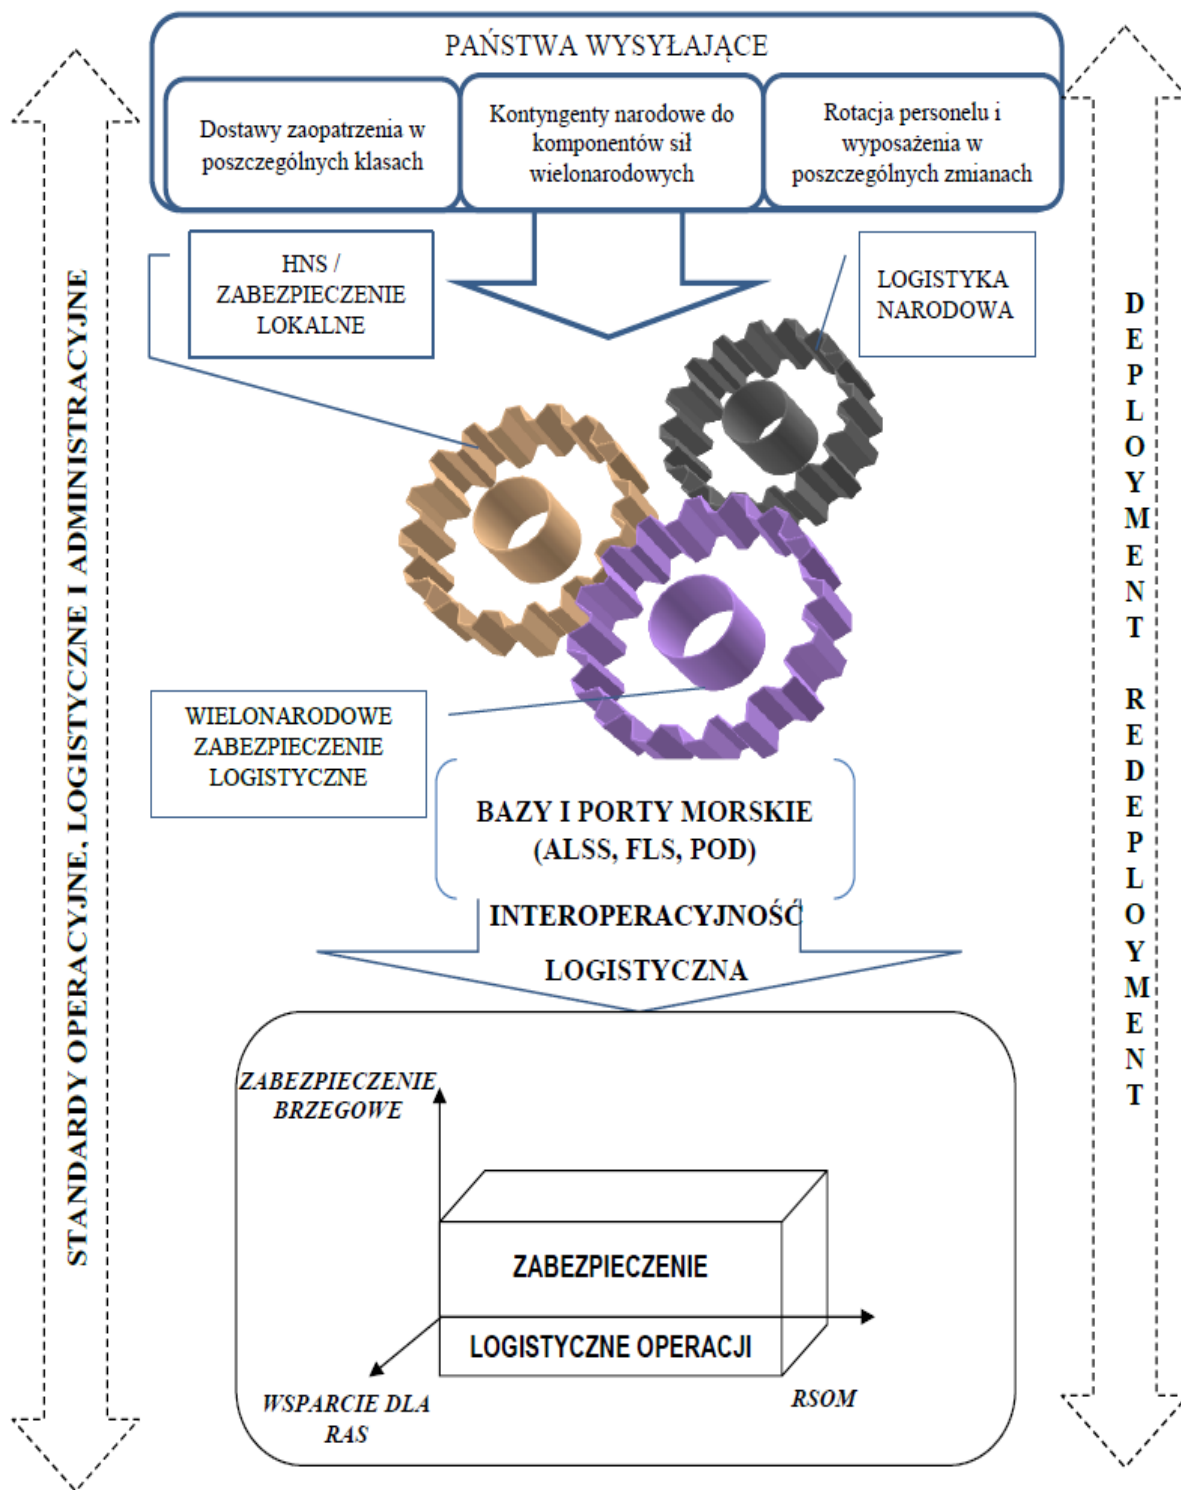 PAŃSTWA WYSYŁAJĄCE
Dostawy zaopatrzenia w
poszczególnych klasach
Kontyngenty narodowe do
komponentów sił
wielonarodowych
Rotacja personelu i
wyposażenia w
poszczególnych zmianach
HNS /
ZABEZPIECZENIE
LOKALNE
LOGISTYKA
NARODOWA
STANDARDY OPERACYJNE, LOGISTYCZNE I ADMINISTRACYJNE
DEPLOYMENT REDEPLOYMENT
WIELONARODOWE
ZABEZPIECZENIE
LOGISTYCZNE
BAZY I PORTY MORSKIE
(ALSS, FLS, POD)
INTEROPERACYJNOŚĆ
LOGISTYCZNA
ZABEZPIECZENIE
BRZEGOWE
ZABEZPIECZENIE
LOGISTYCZNE OPERACJI
WSPARCIE DLA
RAS
RSOM